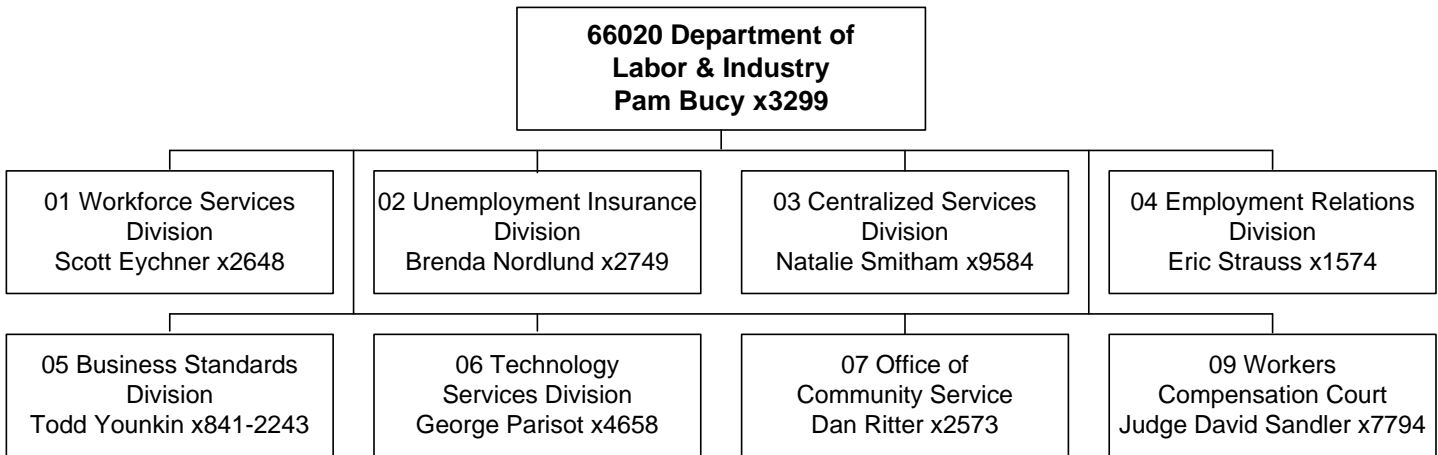 66020 Department of
Labor & Industry
Pam Bucy x3299
01 Workforce Services
Division
Scott Eychner x2648
02 Unemployment Insurance
Division
Brenda Nordlund x2749
03 Centralized Services
Division
Natalie Smitham x9584
04 Employment Relations
Division
Eric Strauss x1574
05 Business Standards
Division
Todd Younkin x841-2243
06 Technology
Services Division
George Parisot x4658
07 Office of
Community Service
Dan Ritter x2573
09 Workers
Compensation Court
Judge David Sandler x7794